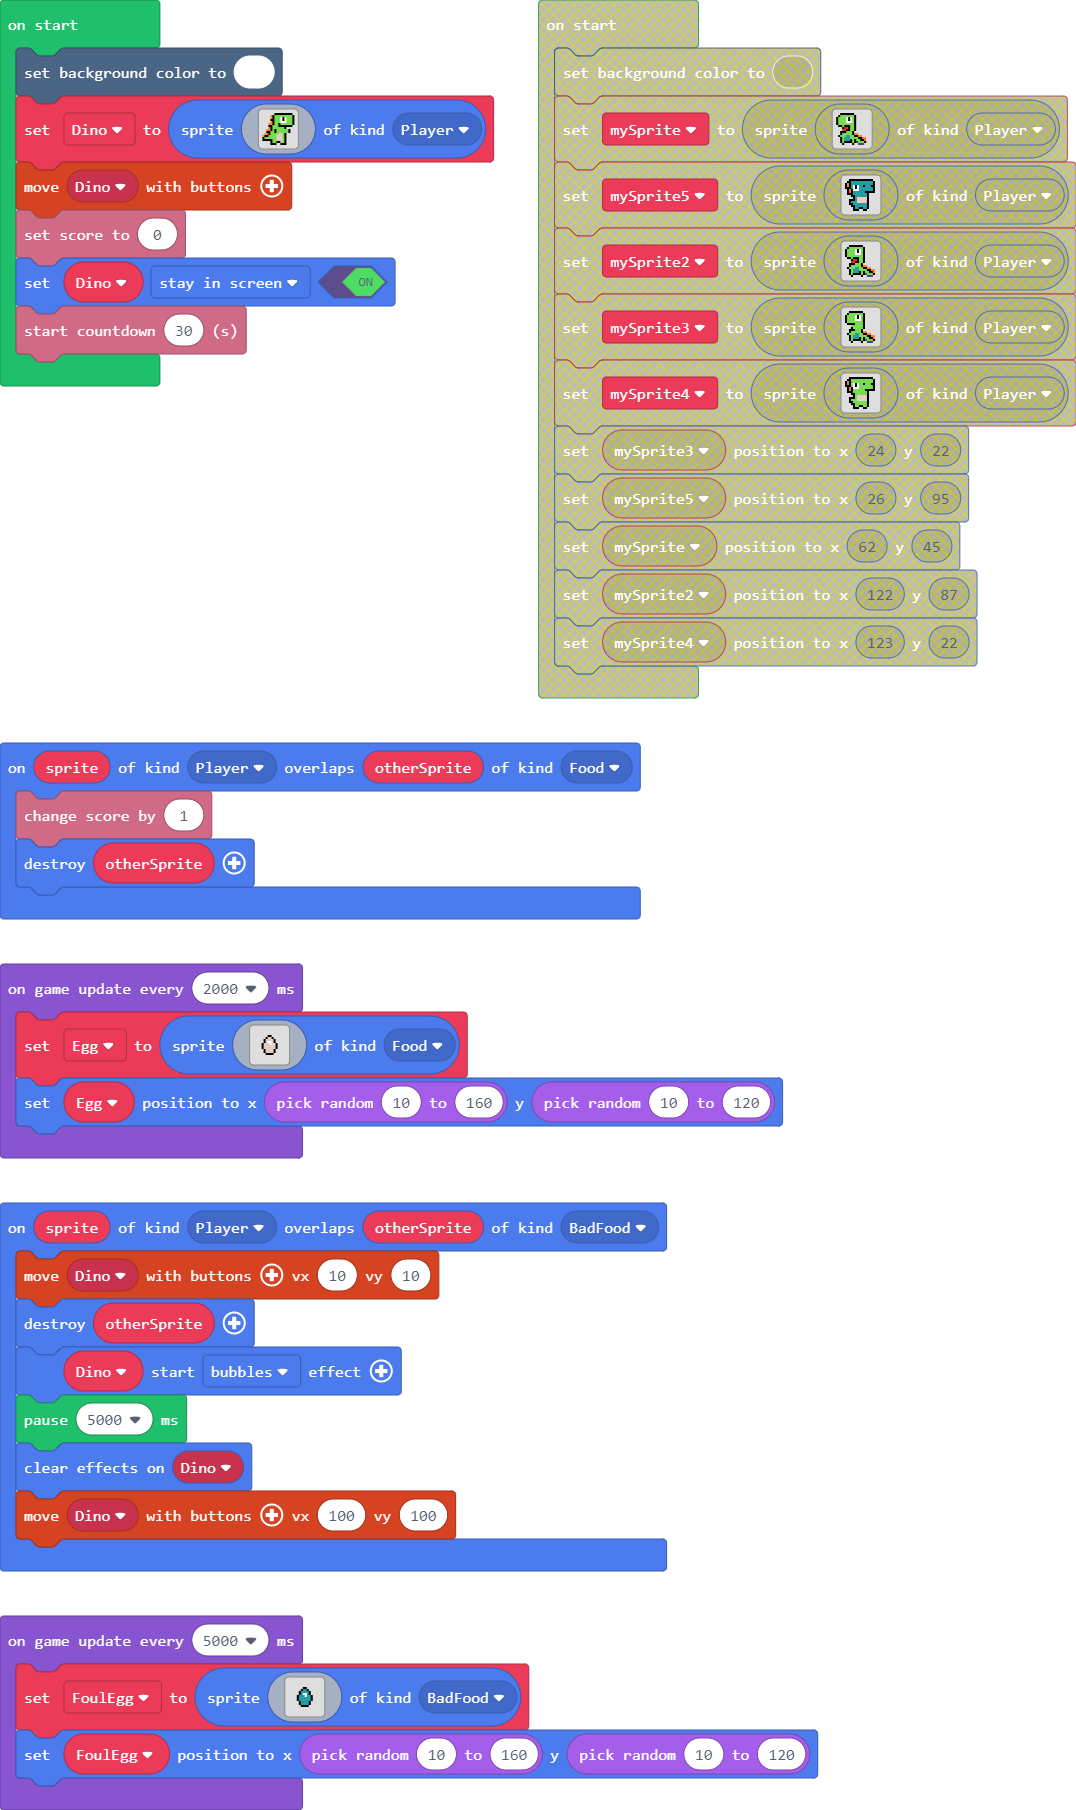 on start
set background color to
set Dino to sprite of kind Player
move Dino with buttons
set score to 0
set Dino stay in screen ON
start countdown 30 (s)
on start
set background color to
set mySprite to sprite of kind Player
set mySprite5 to sprite of kind Player
set mySprite2 to sprite of kind Player
set mySprite3 to sprite of kind Player
set mySprite4 to sprite of kind Player
set mySprite3 position to x 24 y 22
set mySprite5 position to x 26 y 95
set mySprite position to x 62 y 45
set mySprite2 position to x 122 y 87
set mySprite4 position to x 123 y 22
on sprite of kind Player overlaps otherSprite of kind Food
change score by 1
destroy otherSprite
on game update every 2000 ms
set Egg to sprite of kind Food
set Egg position to x pick random 10 to 160 y pick random 10 to 120
on sprite of kind Player overlaps otherSprite of kind BadFood
move Dino with buttons vx 10 vy 10
destroy otherSprite
Dino start bubbles effect
pause 5000 ms
clear effects on Dino
move Dino with buttons vx 100 vy 100
on game update every 5000 ms
set FoulEgg to sprite of kind BadFood
set FoulEgg position to x pick random 10 to 160 y pick random 10 to 120